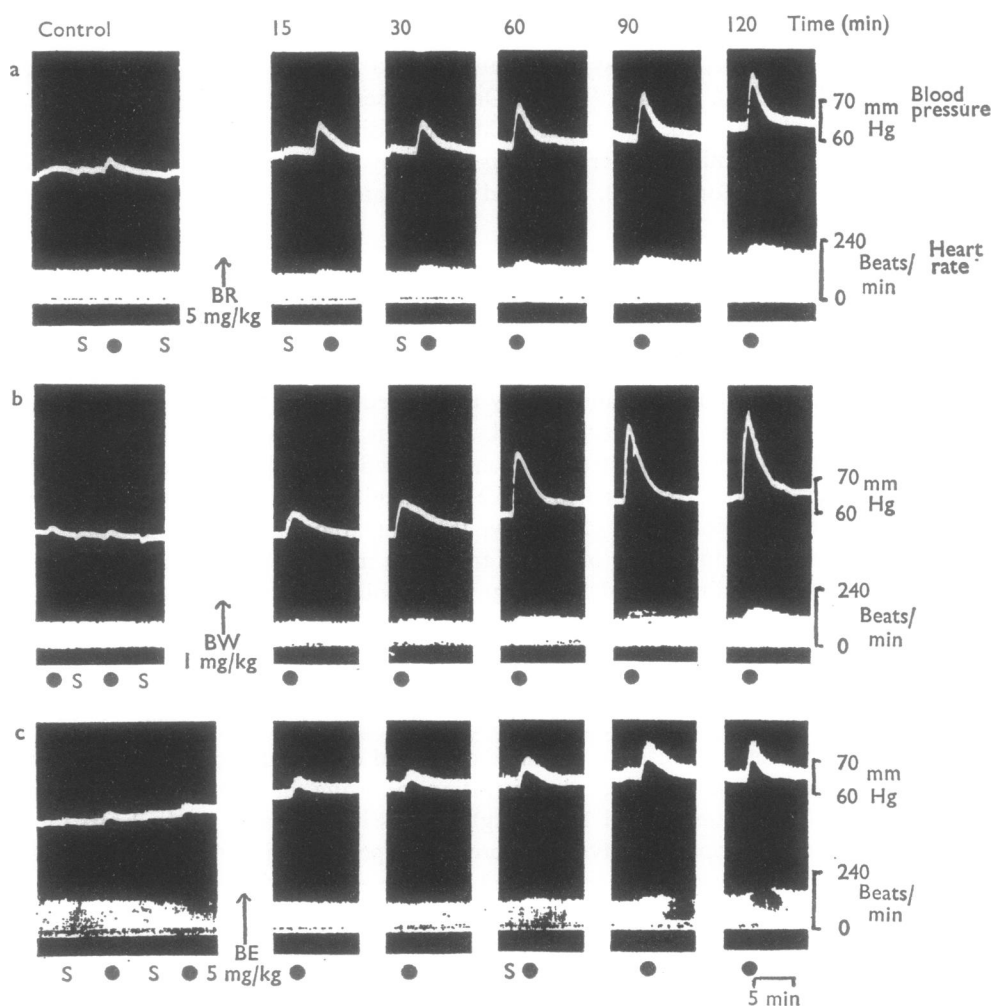 Control 15 30 60 90 120 Time (min)
a
70 mm Blood
60 Hg pressure
240 Heart
Beats/ rate
min
0
BR
5 mg/kg
S ● S S ● S ● ● ● ●
b
70 mm
60 Hg
240
Beats/
0 min
BW
1 mg/kg
● S ● S ● ● ● ● ●
c
70 mm
60 Hg
240
Beats/
0 min
BE
S ● S ● 5 mg/kg ● ● S ● ● ●
5 min